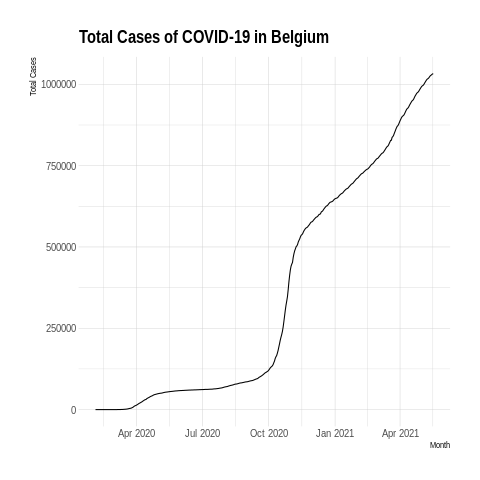 Total Cases of COVID-19 in Belgium
Total Cases
1000000
750000
500000
250000
0
Apr 2020 Jul 2020 Oct 2020 Jan 2021 Apr 2021
Month